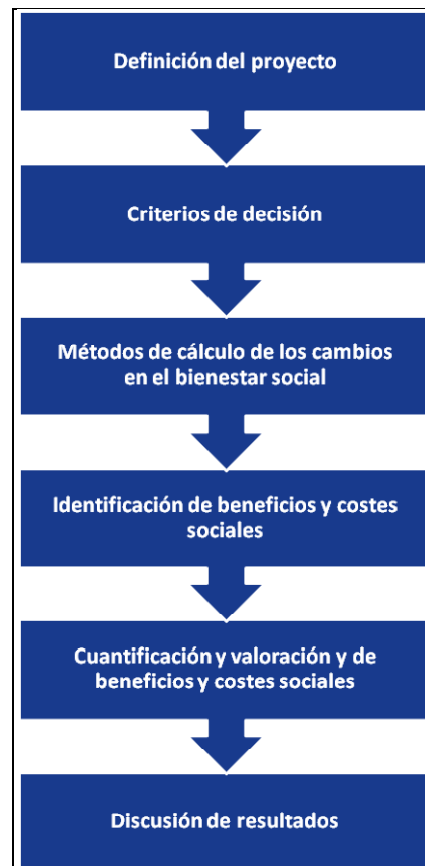 Definición del proyecto
Criterios de decisión
Métodos de cálculo de los cambios
en el bienestar social
Identificación de beneficios y costes
sociales
Cuantificación y valoración y de
beneficios y costes sociales
Discusión de resultados